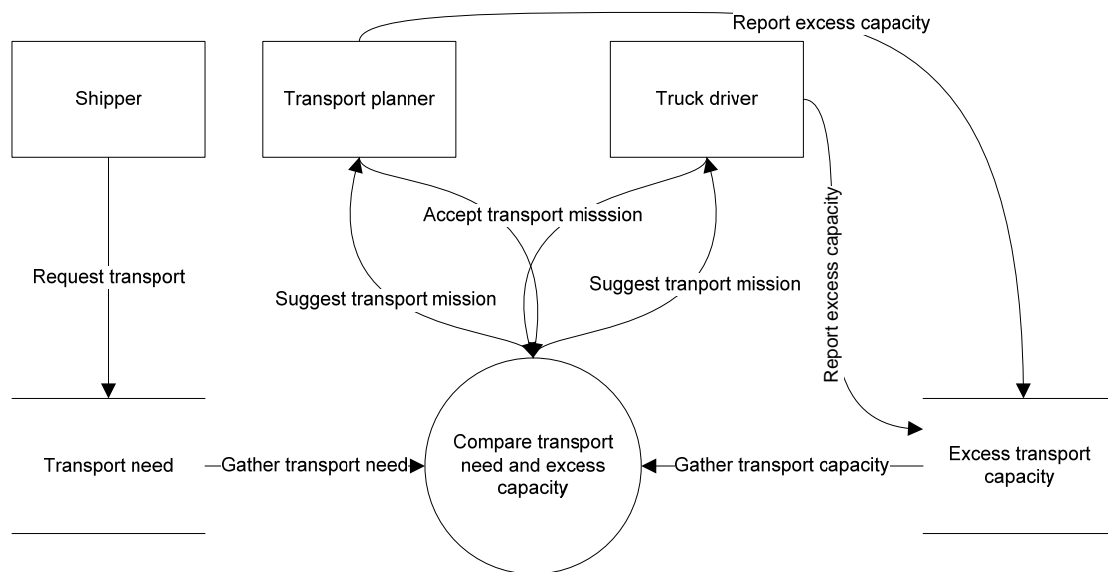 Report excess capacity
Shipper
Transport planner
Truck driver
Accept transport misssion
Request transport
Suggest transport mission
Suggest tranport mission
Report excess capacity
Transport need
Gather transport need
Compare transport
need and excess
capacity
Gather transport capacity
Excess transport
capacity